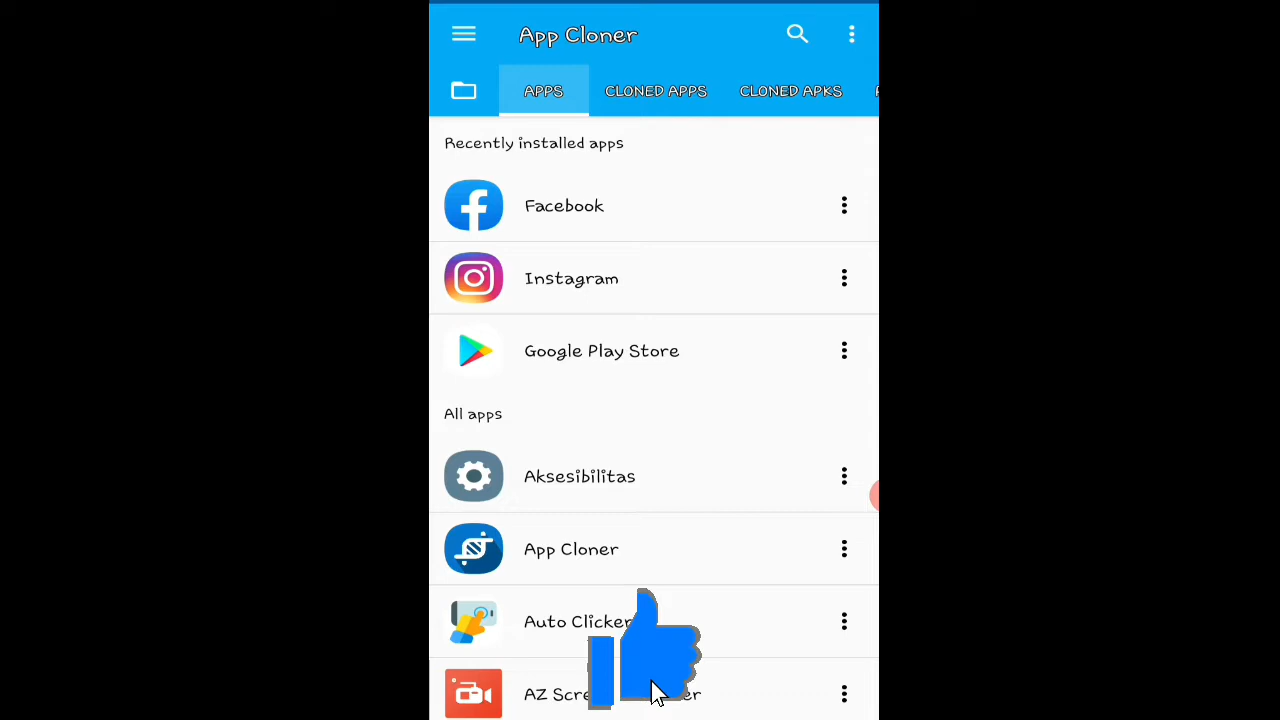 App Cloner
APPS
CLONED APPS
CLONED APKS
Recently installed apps
Facebook
Instagram
Google Play Store
All apps
Aksesibilitas
App Cloner
Auto Clicker
AZ